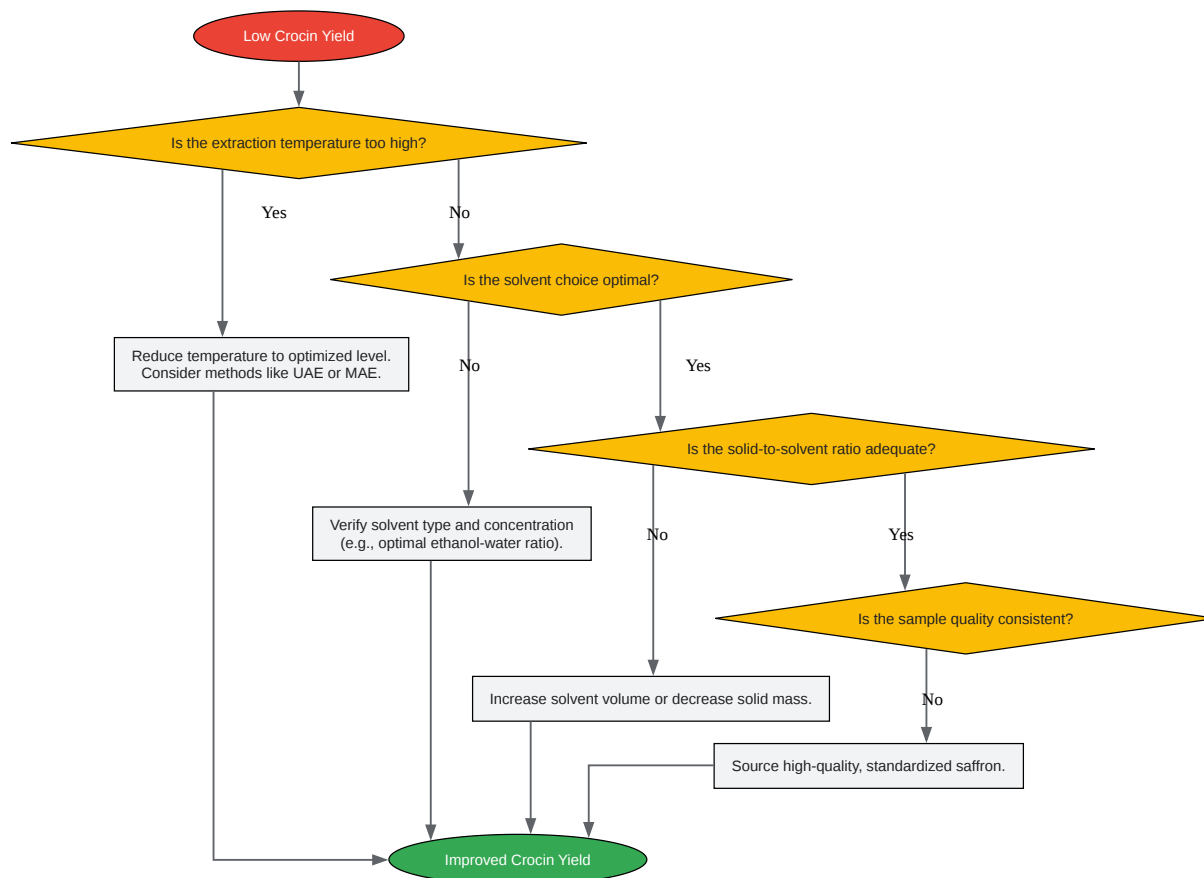 Low Crocin Yield
Is the extraction temperature too high?
Yes
No
Is the solvent choice optimal?
Reduce temperature to optimized level.
Consider methods like UAE or MAE.
No
Yes
Is the solid-to-solvent ratio adequate?
Verify solvent type and concentration
(e.g., optimal ethanol-water ratio).
No
Yes
Is the sample quality consistent?
Increase solvent volume or decrease solid mass.
No
Source high-quality, standardized saffron.
Improved Crocin Yield